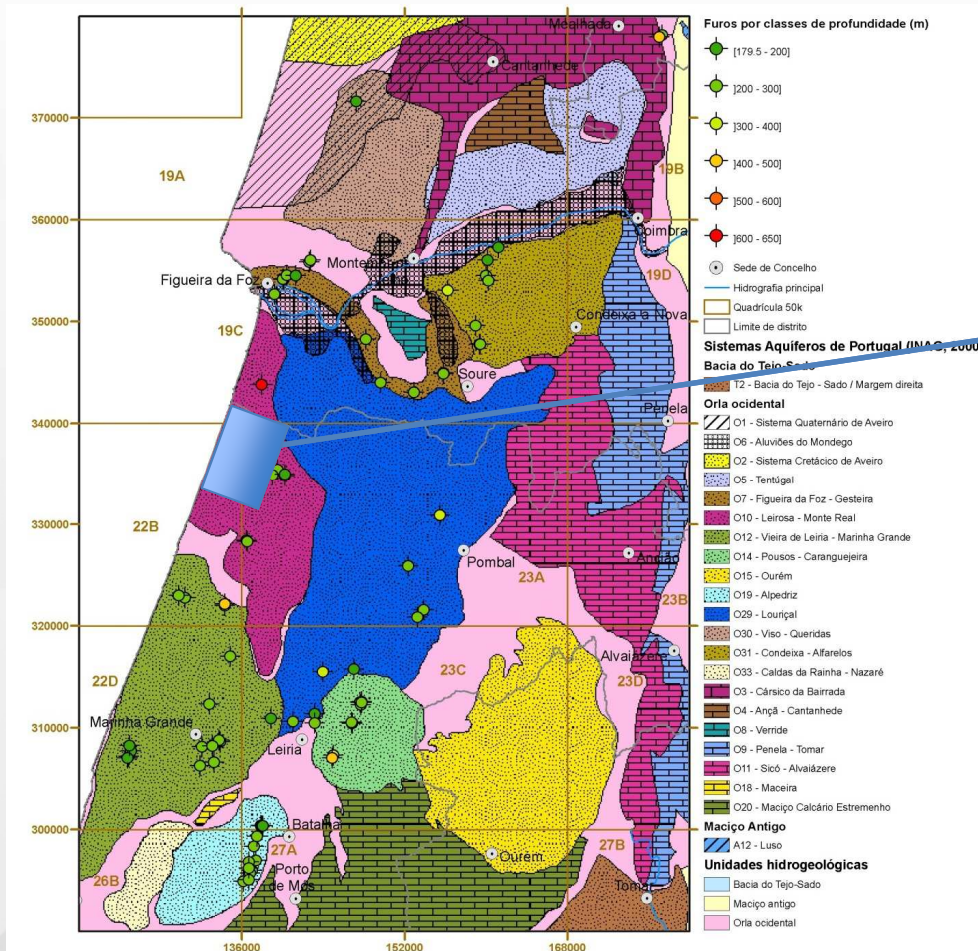 Furos por classes de profundidade (m)
[179.5 - 200]
]200 - 300]
]300 - 400]
]400 - 500]
]500 - 600]
]600 - 650]
Sede de Concelho
Hidrografia principal
Quadrícula 50k
Limite de distrito
Sistemas Aquíferos de Portugal (INAG, 2000
Bacia do Tejo-Sado
T2 - Bacia do Tejo - Sado / Margem direita
Orla ocidental
O1 - Sistema Quaternário de Aveiro
O6 - Aluviões do Mondego
O2 - Sistema Cretácico de Aveiro
O5 - Tentúgel
O7 - Figueira da Foz - Gesteira
O10 - Leirosa - Monte Real
O12 - Vieira de Leiria - Marinha Grande
O14 - Pousos - Caranguejeira
O15 - Ourém
O19 - Alpedriz
O29 - Louriçal
O30 - Viso - Queridas
O31 - Condeixa - Alfarelos
O33 - Caldas da Rainha - Nazaré
O3 - Cársico da Bairrada
O4 - Ançã - Cantanhede
O8 - Verride
O9 - Penela - Tomar
O11 - Sicó - Alvaiázere
O18 - Maceira
O20 - Maciço Calcário Estremenho
Maciço Antigo
A12 - Luso
Unidades hidrogeológicas
Bacia do Tejo-Sado
Maciço antigo
Orla ocidental
Mealhada
Cantanhede
370000
19A
19B
360000
Coimbra
Figueira da Foz
19D
350000
19C
Condeixa a Nova
Soure
340000
Penela
330000
22B
Pombal
Ansião
23A
23B
320000
23C
Alvaiázere
22D
23D
Marinha Grande
310000
Leiria
300000
Batalha
27A
27B
Ourém
26B
Porto
de Mós
Tomar
136000
152000
168000